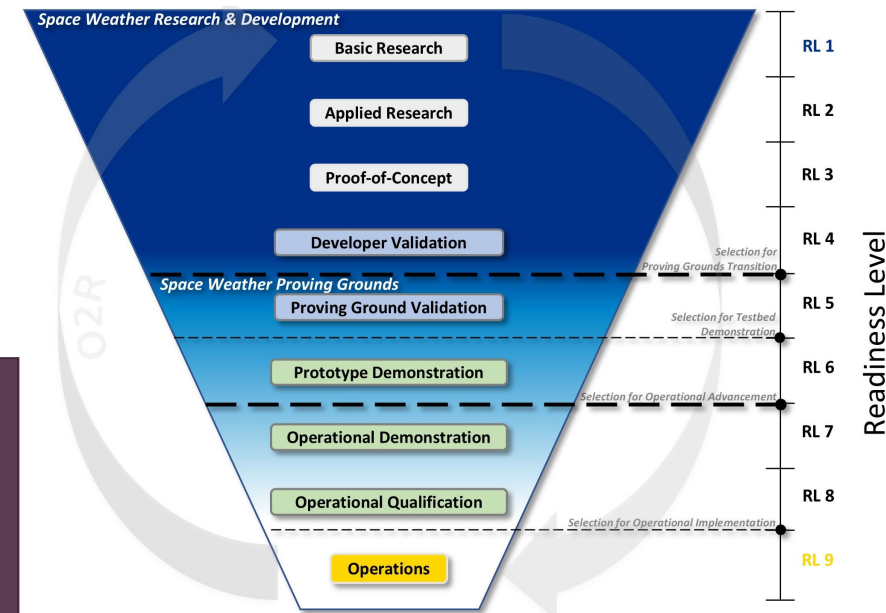 Space Weather Research & Development
Basic Research
RL 1
Applied Research
RL 2
Proof-of-Concept
RL 3
Developer Validation
RL 4
Selection for
Proving Grounds Transition
Space Weather Proving Grounds
Proving Ground Validation
RL 5
Selection for Testbed
Demonstration
Prototype Demonstration
RL 6
Selection for Operational Advancement
Operational Demonstration
RL 7
Operational Qualification
RL 8
Selection for Operational Implementation
Operations
RL 9
O2R
Readiness Level